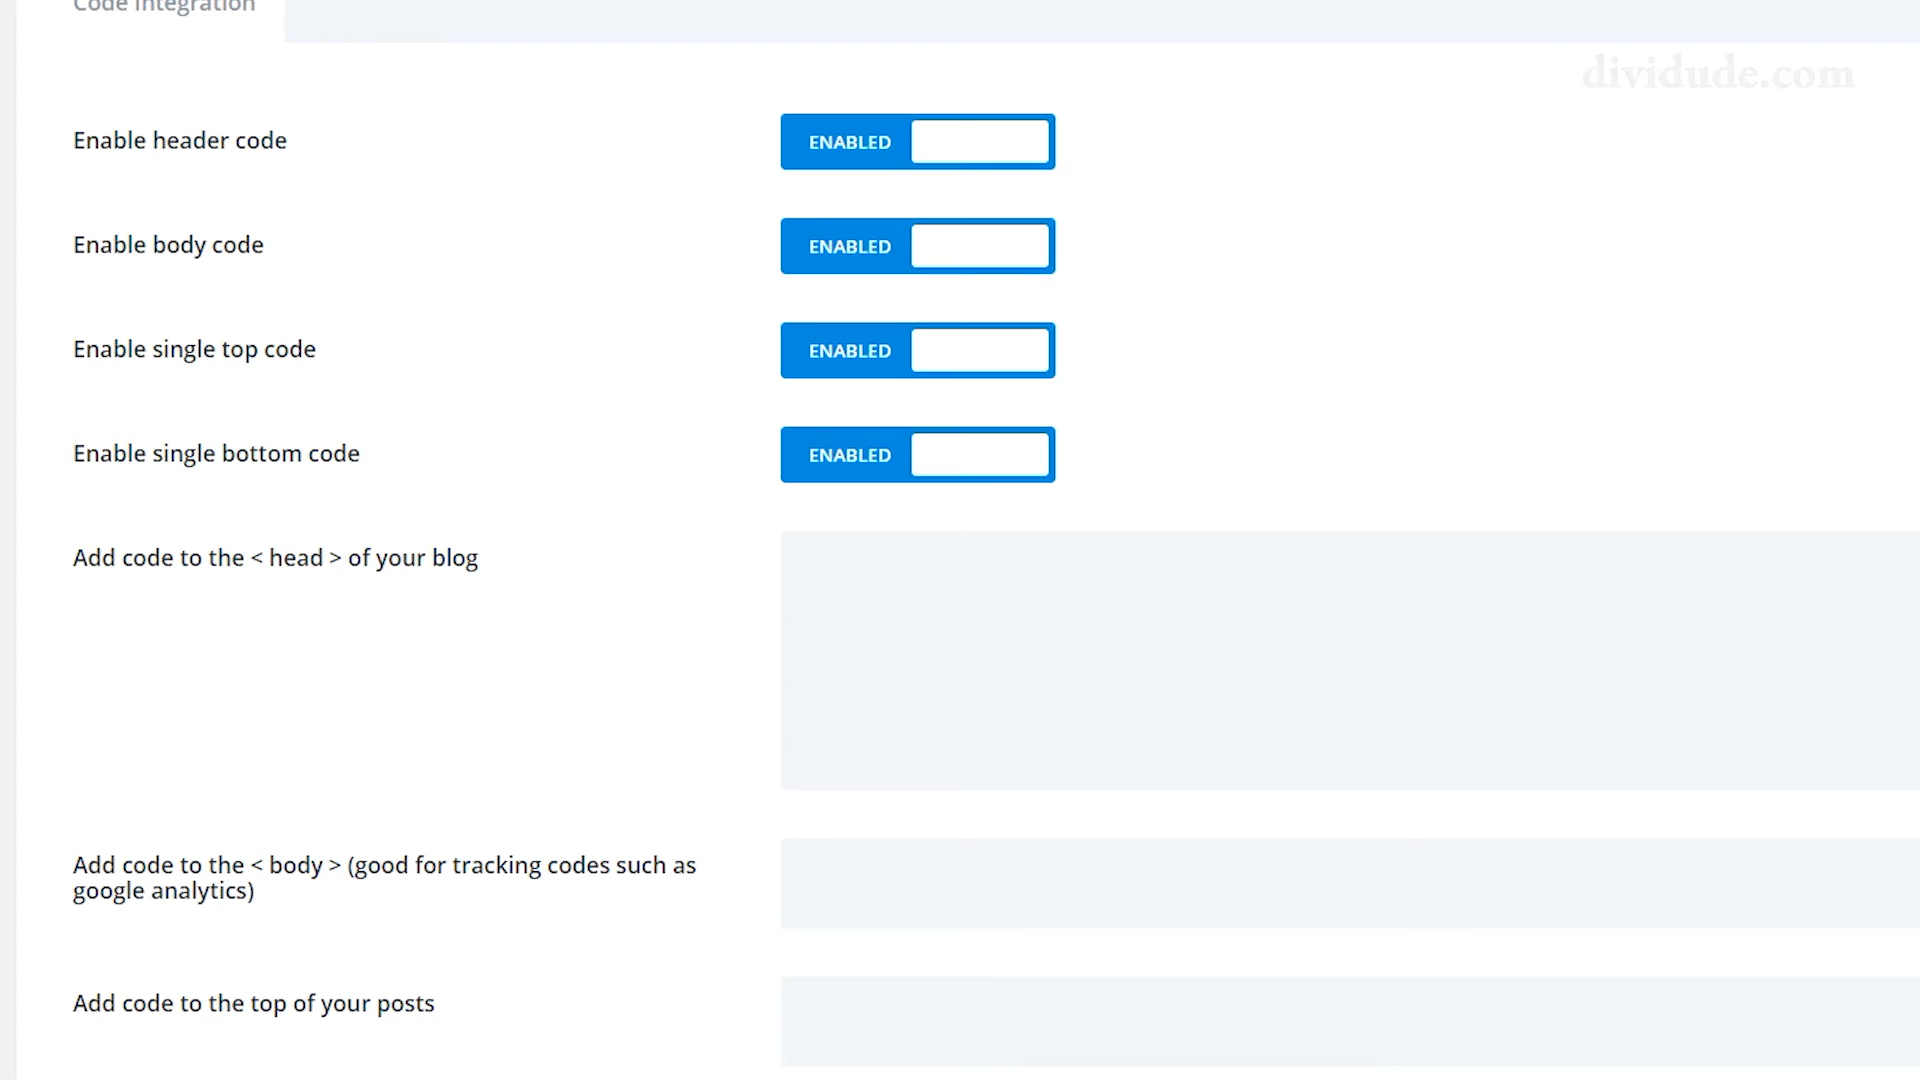 Code Integration
dividude.com
Enable header code
ENABLED
Enable body code
ENABLED
Enable single top code
ENABLED
Enable single bottom code
ENABLED
Add code to the < head > of your blog
Add code to the < body > (good for tracking codes such as
google analytics)
Add code to the top of your posts